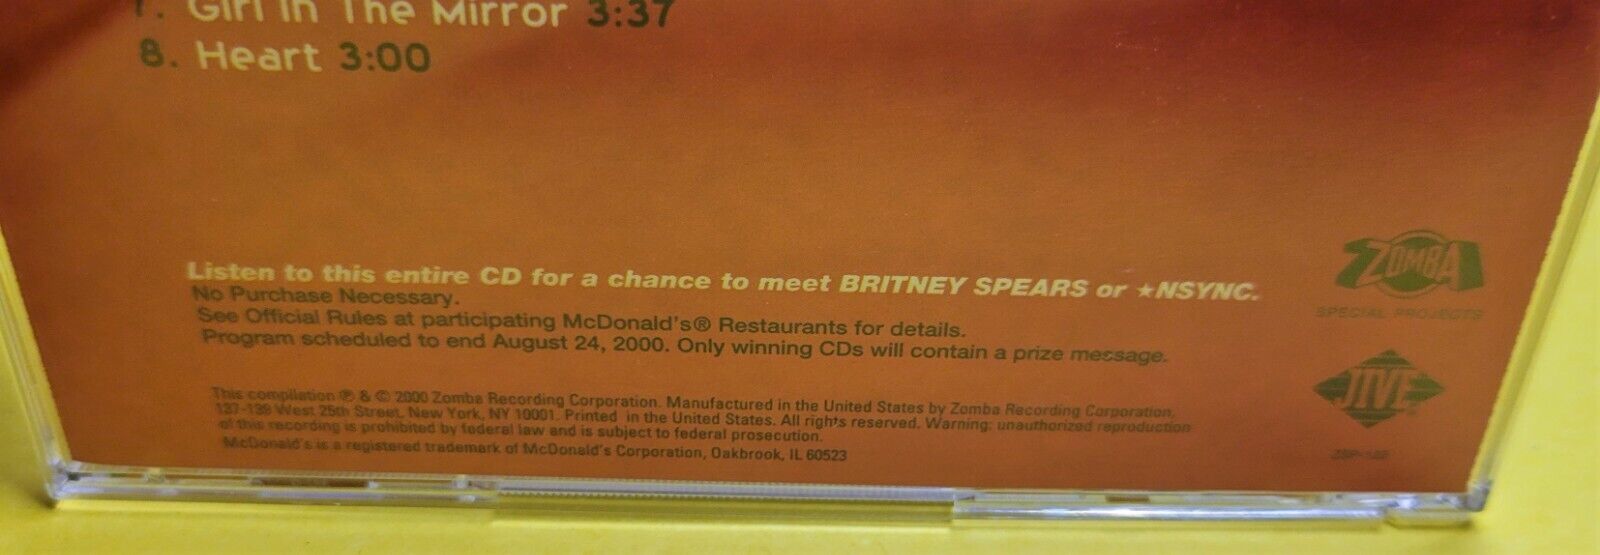 7. Girl In The Mirror 3:37
8. Heart 3:00
Listen to this entire CD for a chance to meet BRITNEY SPEARS or ★NSYNC.
No Purchase Necessary.
See Official Rules at participating McDonald's® Restaurants for details.
Program scheduled to end August 24, 2000. Only winning CDs will contain a prize message.
This compilation ℗ & © 2000 Zomba Recording Corporation. Manufactured in the United States by Zomba Recording Corporation,
137-139 West 25th Street, New York, NY 10001. Printed in the United States. All rights reserved. Warning: unauthorized reproduction
of this recording is prohibited by federal law and is subject to federal prosecution.
McDonald's is a registered trademark of McDonald's Corporation, Oakbrook, IL 60523
ZOMBA
SPECIAL PROJECTS
JIVE